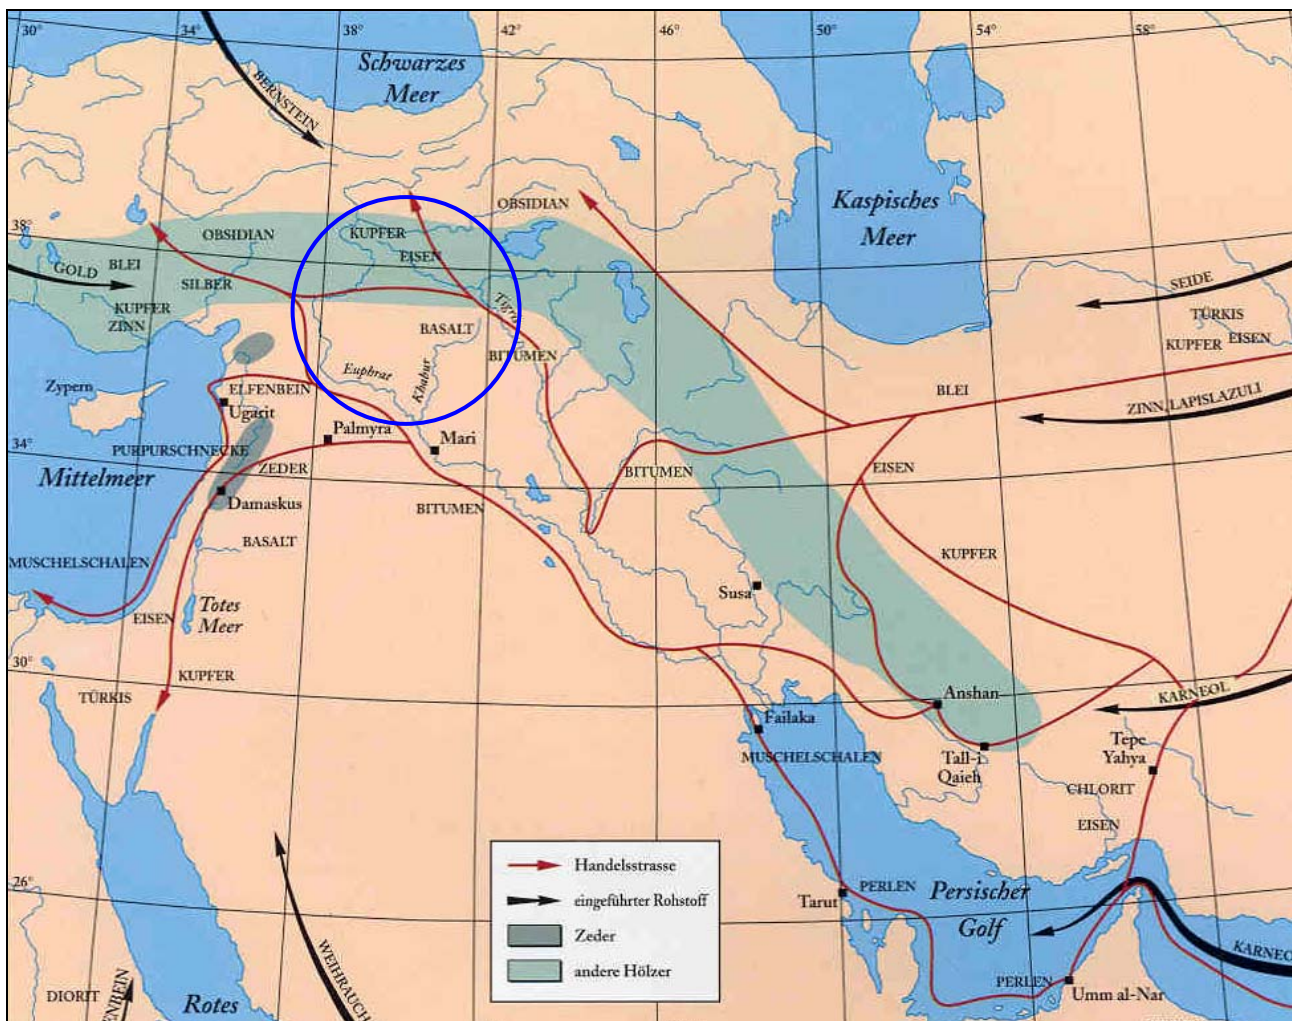 30°
34°
38°
42°
46°
50°
54°
58°
Schwarzes
Meer
BERNSTEIN
Kaspisches
Meer
OBSIDIAN
38°
OBSIDIAN
KUPFER
EISEN
GOLD
BLEI
SILBER
KUPFER
ZINN
Tigris
BASALT
BITUMEN
SEIDE
TÜRKIS
KUPFER
EISEN
Euphrat
Khabur
Zypern
ELFENBEIN
Ugarit
BLEI
ZINN, LAPISLAZULI
34°
PURPURSCHNECKE
Palmyra
Mari
Mittelmeer
ZEDER
BITUMEN
EISEN
Damaskus
BITUMEN
BASALT
KUPFER
MUSCHELSCHALEN
Susa
EISEN
Totes
Meer
30°
KUPFER
TÜRKIS
Anshan
KARNEOL
Failaka
MUSCHELSCHALEN
Tall-i
Qaieh
Tepe
Yahya
CHLORIT
EISEN
26°
Handelsstrasse
eingeführter Rohstoff
Zeder
andere Hölzer
Tarut
PERLEN
Persischer
Golf
WEIHRAUCH
KARNEO
PERLEN
Umm al-Nar
DIORIT
ENBEIN
Rotes